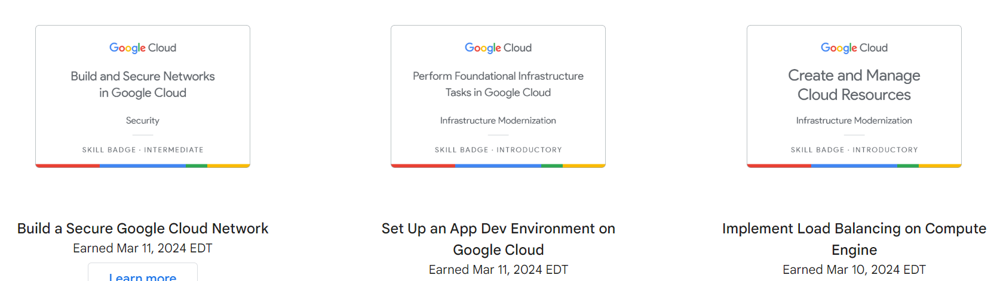 Google Cloud
Build and Secure Networks
in Google Cloud
Security
SKILL BADGE · INTERMEDIATE
Build a Secure Google Cloud Network
Earned Mar 11, 2024 EDT
Learn more
Google Cloud
Perform Foundational Infrastructure
Tasks in Google Cloud
Infrastructure Modernization
SKILL BADGE · INTRODUCTORY
Set Up an App Dev Environment on
Google Cloud
Earned Mar 11, 2024 EDT
Google Cloud
Create and Manage
Cloud Resources
Infrastructure Modernization
SKILL BADGE · INTRODUCTORY
Implement Load Balancing on Compute
Engine
Earned Mar 10, 2024 EDT